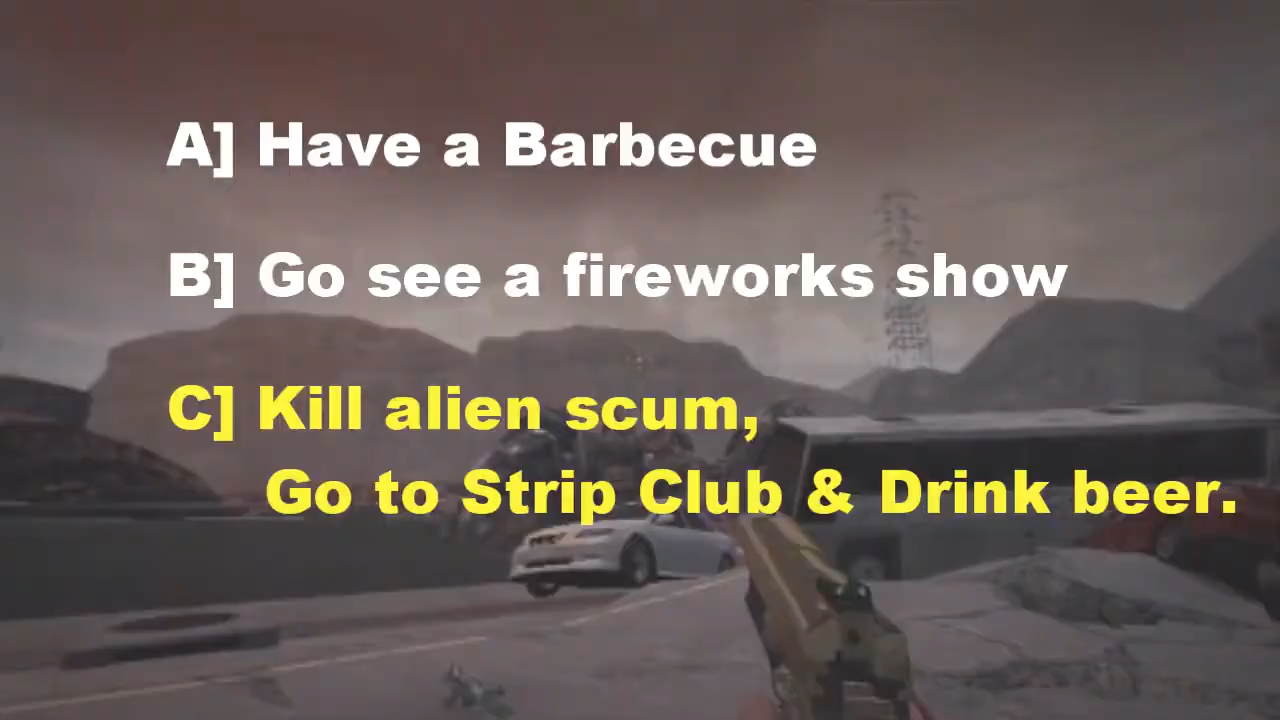 A] Have a Barbecue
B] Go see a fireworks show
C] Kill alien scum,
Go to Strip Club & Drink beer.